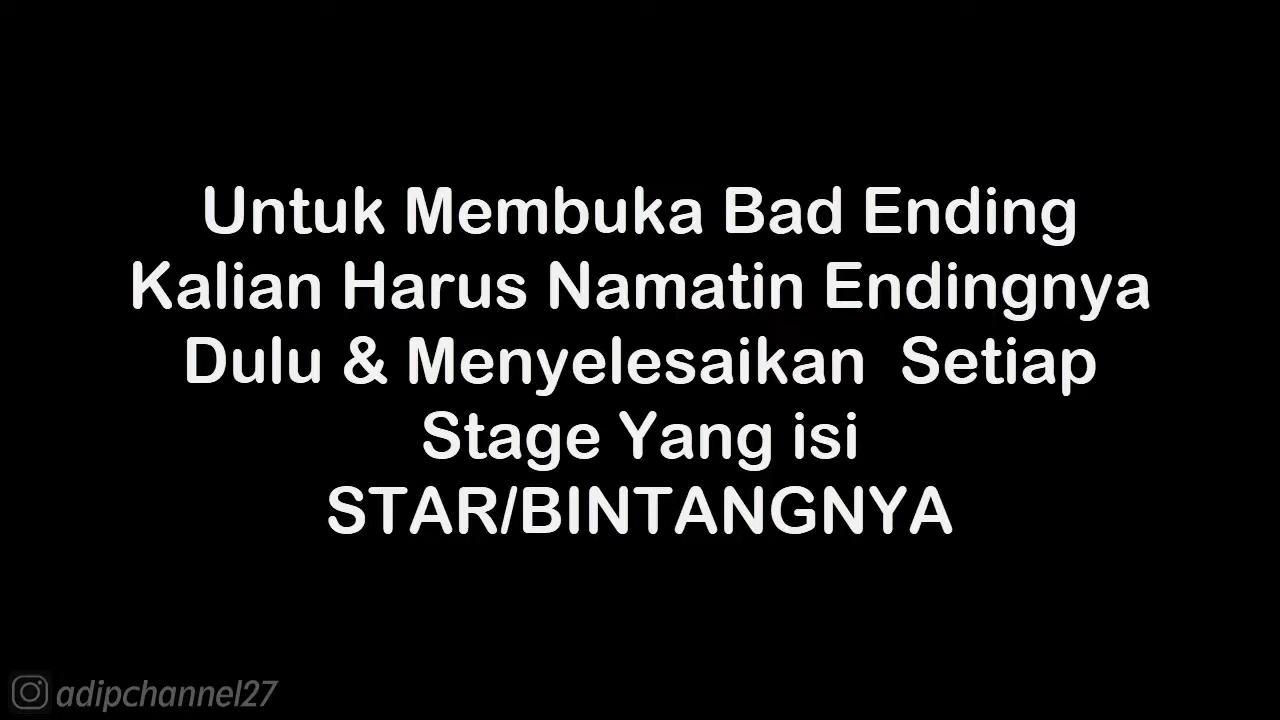 Untuk Membuka Bad Ending
Kalian Harus Namatin Endingnya
Dulu & Menyelesaikan  Setiap
Stage Yang isi
STAR/BINTANGNYA
adipchannel27